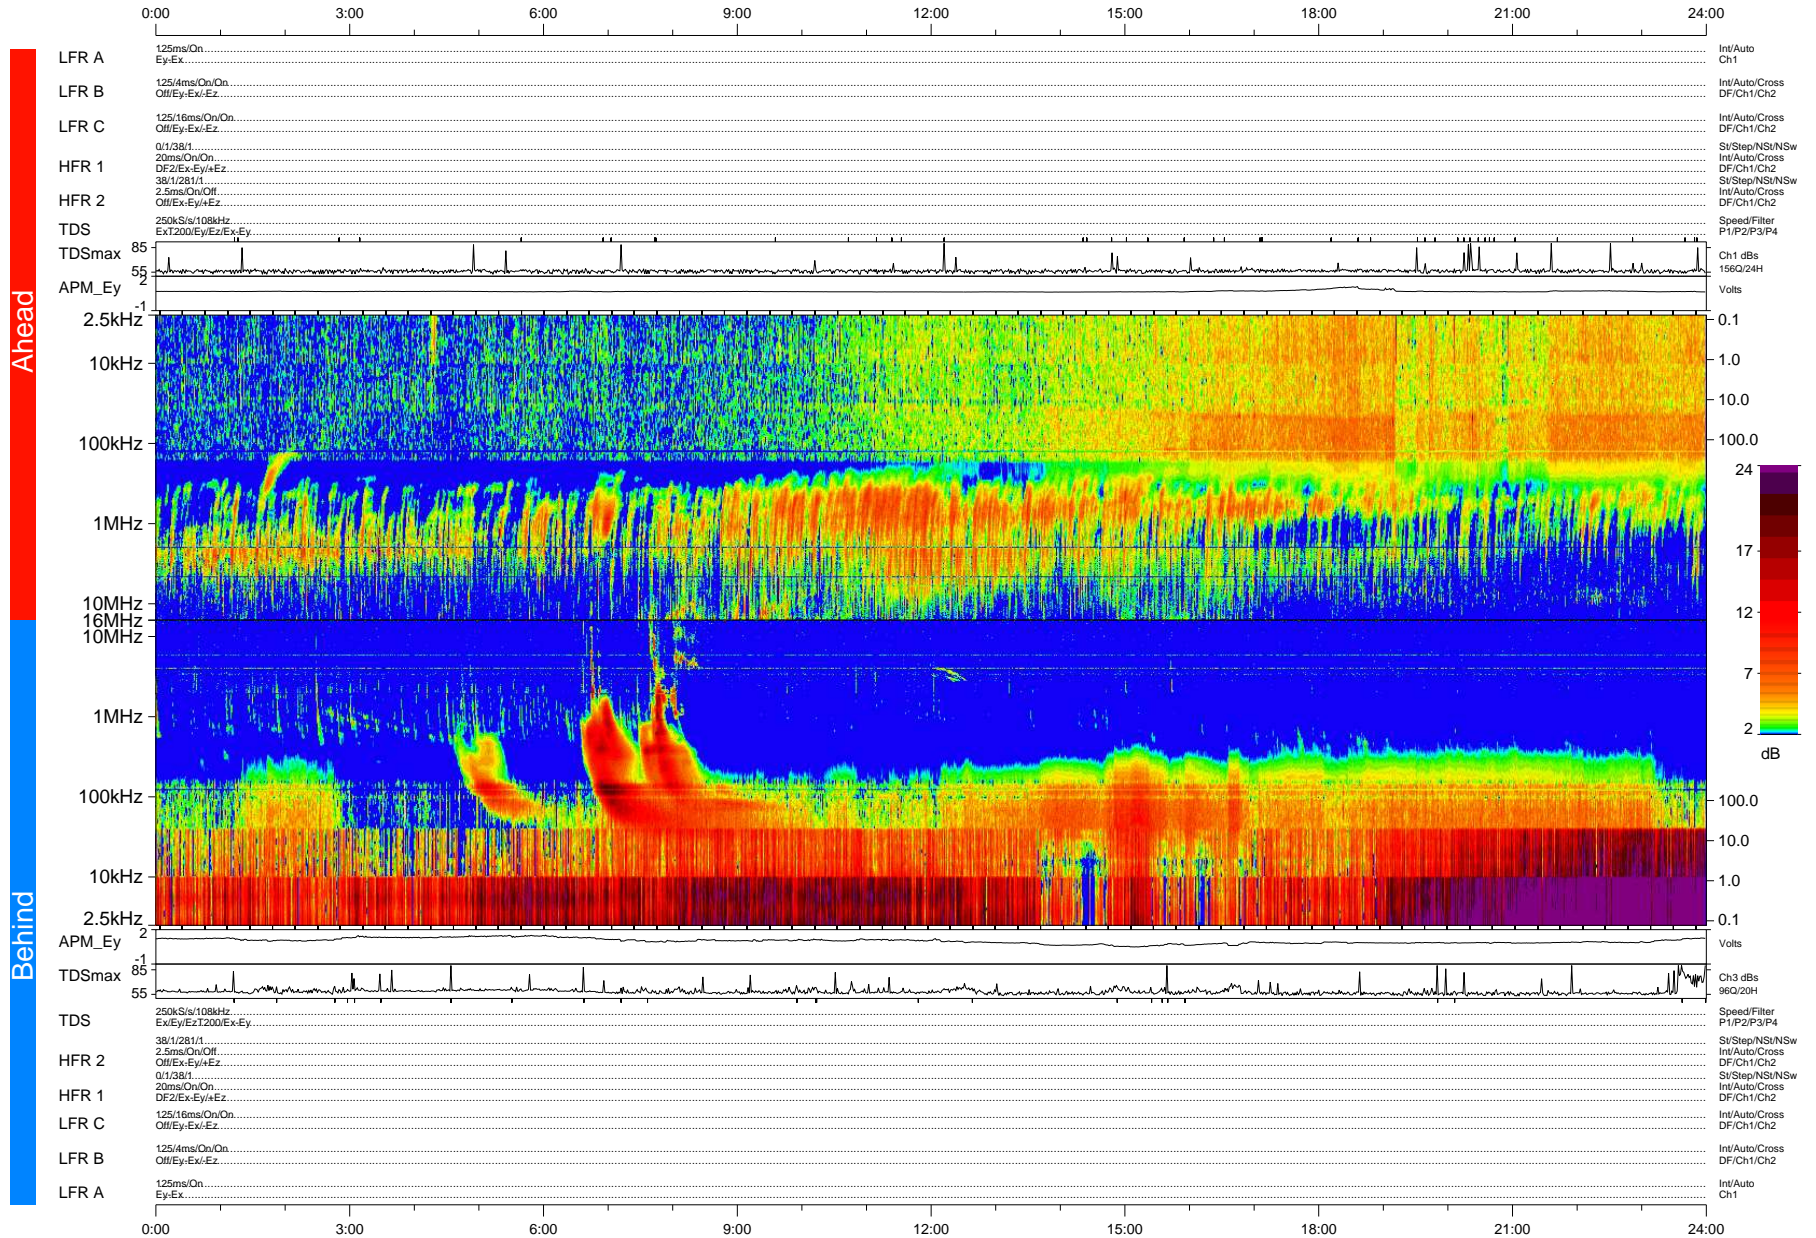 0:00 3:00 6:00 9:00 12:00 15:00 18:00 21:00 24:00
Ahead
LFR A 125ms/On Int/Auto
Ey-Ex Ch1
LFR B 125/4ms/On/On Int/Auto/Cross
Off/Ey-Ex/-Ez DF/Ch1/Ch2
LFR C 125/16ms/On/On Int/Auto/Cross
Off/Ey-Ex/-Ez DF/Ch1/Ch2
0/1/38/1 St/Step/NSt/NSw
HFR 1 20ms/On/On Int/Auto/Cross
DF2/Ex-Ey/+Ez DF/Ch1/Ch2
38/1/281/1 St/Step/NSt/NSw
HFR 2 2.5ms/On/Off Int/Auto/Cross
Off/Ex-Ey/+Ez DF/Ch1/Ch2
TDS 250kS/s/108kHz Speed/Filter
ExT200/Ey/Ez/Ex-Ey P1/P2/P3/P4
TDSmax 85 Ch1 dBs
55 156Q/24H
APM_Ey 2 Volts
-1
2.5kHz 0.1
10kHz 1.0
10.0
100kHz 100.0
1MHz
10MHz
16MHz
24
17
12
7
2
dB
Behind
10MHz
1MHz
100kHz 100.0
10.0
10kHz 1.0
2.5kHz 0.1
APM_Ey 2 Volts
-1
TDSmax 85 Ch3 dBs
55 96Q/20H
TDS 250kS/s/108kHz Speed/Filter
Ex/Ey/EzT200/Ex-Ey P1/P2/P3/P4
38/1/281/1 St/Step/NSt/NSw
HFR 2 2.5ms/On/Off Int/Auto/Cross
Off/Ex-Ey/+Ez DF/Ch1/Ch2
0/1/38/1 St/Step/NSt/NSw
HFR 1 20ms/On/On Int/Auto/Cross
DF2/Ex-Ey/+Ez DF/Ch1/Ch2
LFR C 125/16ms/On/On Int/Auto/Cross
Off/Ey-Ex/-Ez DF/Ch1/Ch2
LFR B 125/4ms/On/On Int/Auto/Cross
Off/Ey-Ex/-Ez DF/Ch1/Ch2
LFR A 125ms/On Int/Auto
Ey-Ex Ch1
0:00 3:00 6:00 9:00 12:00 15:00 18:00 21:00 24:00